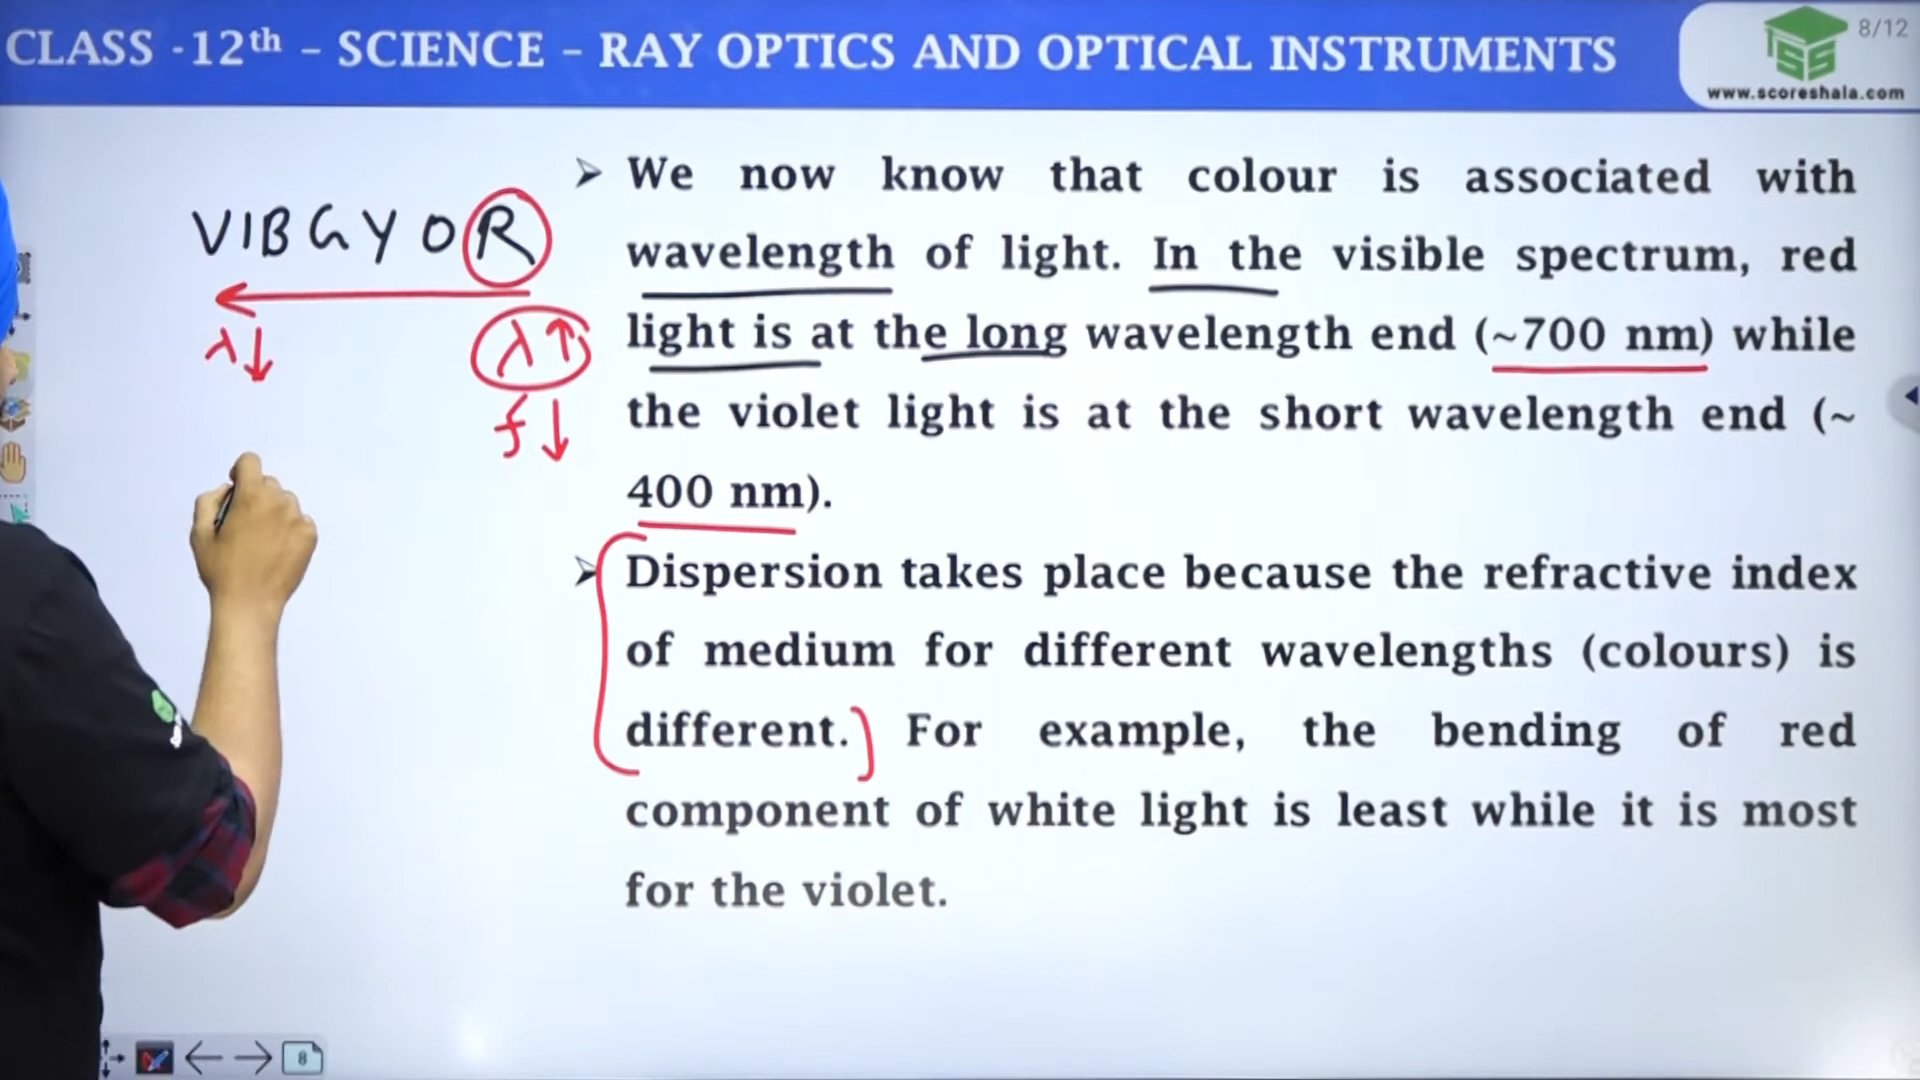 CLASS -12th – SCIENCE – RAY OPTICS AND OPTICAL INSTRUMENTS
8/12
www.scoreshala.com
VIBGYOR
λ↓
λ↑
f↓
➢ We now know that colour is associated with
wavelength of light. In the visible spectrum, red
light is at the long wavelength end (~700 nm) while
the violet light is at the short wavelength end (~
400 nm).
➢ Dispersion takes place because the refractive index
of medium for different wavelengths (colours) is
different. For example, the bending of red
component of white light is least while it is most
for the violet.
8